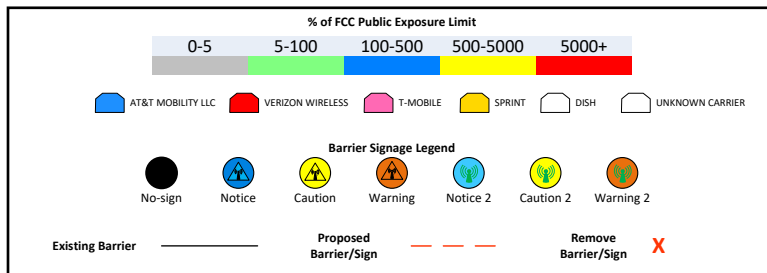 % of FCC Public Exposure Limit
0-5 5-100 100-500 500-5000 5000+
AT&T MOBILITY LLC VERIZON WIRELESS T-MOBILE SPRINT DISH UNKNOWN CARRIER
Barrier Signage Legend
No-sign Notice Caution Warning Notice 2 Caution 2 Warning 2
Existing Barrier Proposed Barrier/Sign Remove Barrier/Sign X